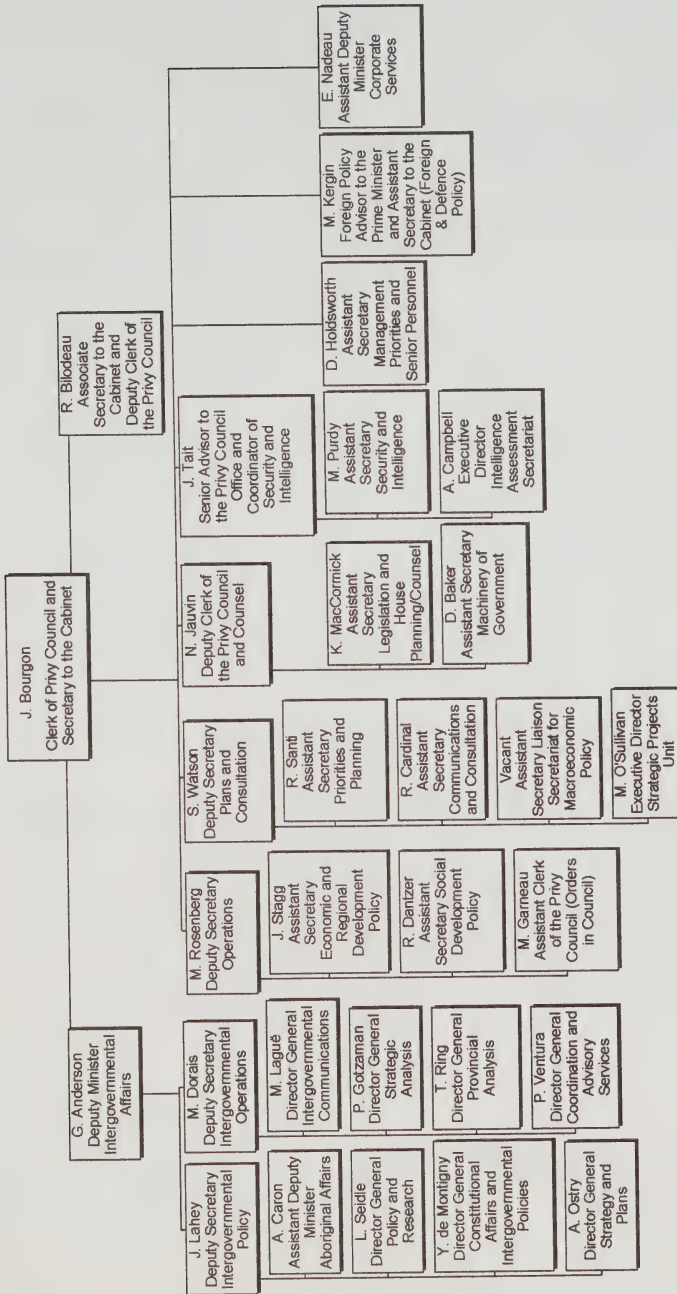 J. Bourgon
Clerk of Privy Council and
Secretary to the Cabinet
G. Anderson
Deputy Minister
Intergovernmental
Affairs
R. Bilodeau
Associate
Secretary to the
Cabinet and
Deputy Clerk of
the Privy Council
J. Lahey
Deputy Secretary
Intergovernmental
Policy
A. Caron
Assistant Deputy
Minister
Aboriginal Affairs
L. Seidle
Director General
Policy and
Research
Y. de Montigny
Director General
Constitutional
Affairs and
Intergovernmental
Policies
A. Ostry
Director General
Strategy and
Plans
M. Dorais
Deputy Secretary
Intergovernmental
Operations
M. Laguë
Director General
Intergovernmental
Communications
P. Gotzaman
Director General
Strategic
Analysis
T. Ring
Director General
Provincial
Analysis
P. Ventura
Director General
Coordination and
Advisory
Services
M. Rosenberg
Deputy Secretary
Operations
J. Stagg
Assistant
Secretary
Economic and
Regional
Development
Policy
R. Dantzer
Assistant
Secretary Social
Development
Policy
M. Garneau
Assistant Clerk
of the Privy
Council (Orders
in Council)
S. Watson
Deputy Secretary
Plans and
Consultation
R. Santi
Assistant
Secretary
Priorities and
Planning
R. Cardinal
Assistant
Secretary
Communications
and Consultation
Vacant
Assistant
Secretary Liaison
Secretariat for
Macroeconomic
Policy
M. O'Sullivan
Executive Director
Strategic Projects
Unit
N. Jauvin
Deputy Clerk of
the Privy Council
and Counsel
K. MacCormick
Assistant
Secretary
Legislation and
House
Planning/Counsel
D. Baker
Assistant Secretary
Machinery of
Government
J. Tait
Senior Advisor to
the Privy Council
Office and
Coordinator of
Security and
Intelligence
M. Purdy
Assistant
Secretary
Security and
Intelligence
A. Campbell
Executive
Director
Intelligence
Assessment
Secretariat
D. Holdsworth
Assistant
Secretary
Management
Priorities and
Senior Personnel
M. Kergin
Foreign Policy
Advisor to the
Prime Minister
and Assistant
Secretary to the
Cabinet (Foreign
& Defence
Policy)
E. Nadeau
Assistant Deputy
Minister
Corporate
Services